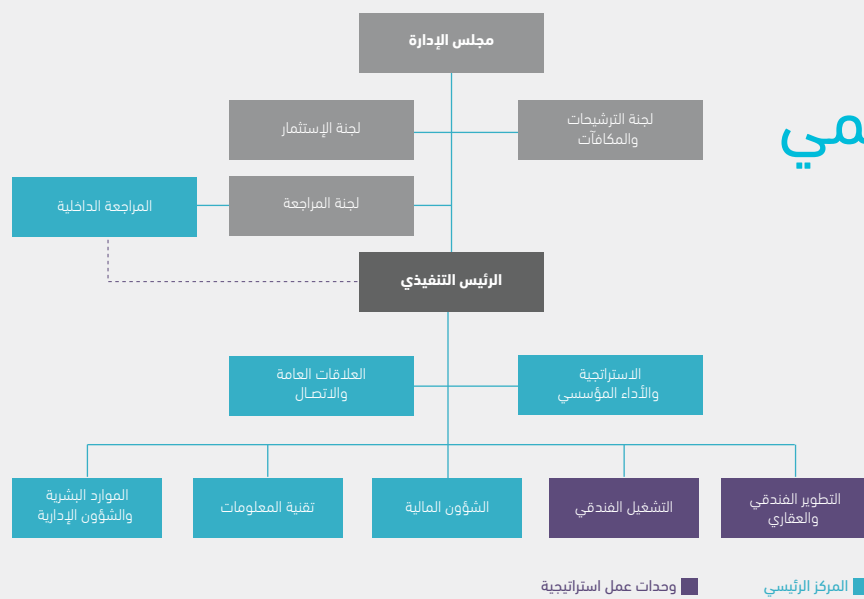 مجلس الإدارة
لجنة الترشيحات
والمكافآت
لجنة الإستثمار
لجنة المراجعة
المراجعة الداخلية
الرئيس التنفيذي
الاستراتجية
والأداء المؤسسي
العلاقات العامة
والاتصال
التطوير الفندقي
والعقاري
التشغيل الفندقي
الشؤون المالية
تقنية المعلومات
الموارد البشرية
والشؤون الإدارية
المركز الرئيسي
وحدات عمل استراتيجية